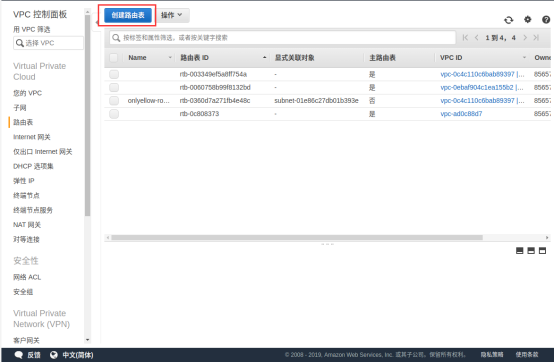 VPC 控制面板
用 VPC 筛选
选择 VPC
Virtual Private
Cloud
您的 VPC
子网
路由表
Internet 网关
仅出口 Internet 网关
DHCP 选项集
弹性 IP
终端节点
终端节点服务
NAT 网关
对等连接
安全性
网络 ACL
安全组
Virtual Private
Network (VPN)
客户网关
创建路由表 操作
按标签和属性筛选，或者按关键字搜索 1 到 4，4
Name 路由表 ID 显式关联对象 主路由表 VPC ID Owne
rtb-003349ef5a8ff754a - 是 vpc-0c4c110c6bab89397 |... 85657
rtb-0060758b99f8132bd - 是 vpc-0ebaf904c1ea155b2 |... 85657
onlyellow-ro... rtb-0360d7a271fb4e48c subnet-01e86c27db01b393e 否 vpc-0c4c110c6bab89397 |... 85657
rtb-0c808373 - 是 vpc-ad0c88d7 85657
反馈 中文(简体) © 2008 - 2019, Amazon Web Services, Inc. 或其子公司。保留所有权利。 隐私策略 使用条款